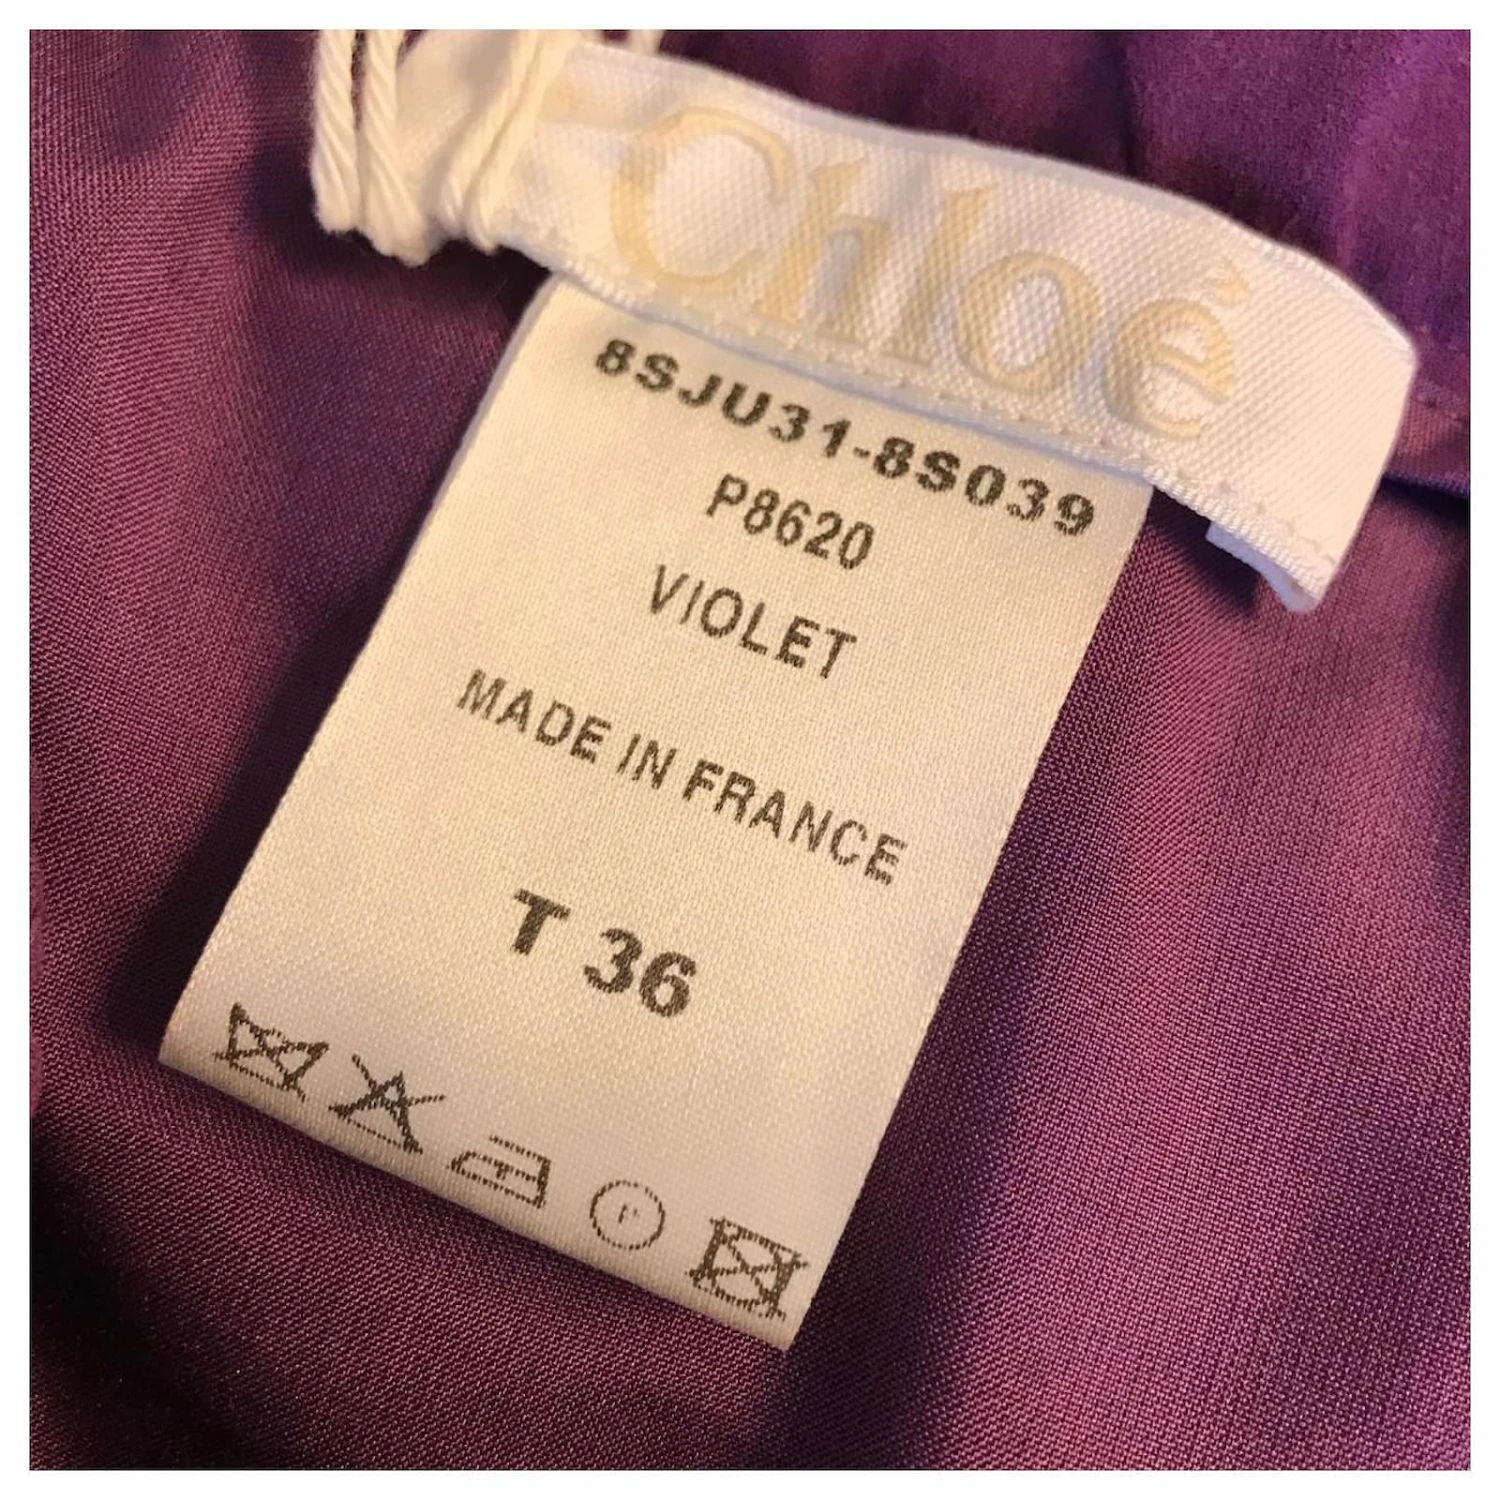 Chloé
8SJU31-8S039
P8620
VIOLET
MADE IN FRANCE
T 36
P